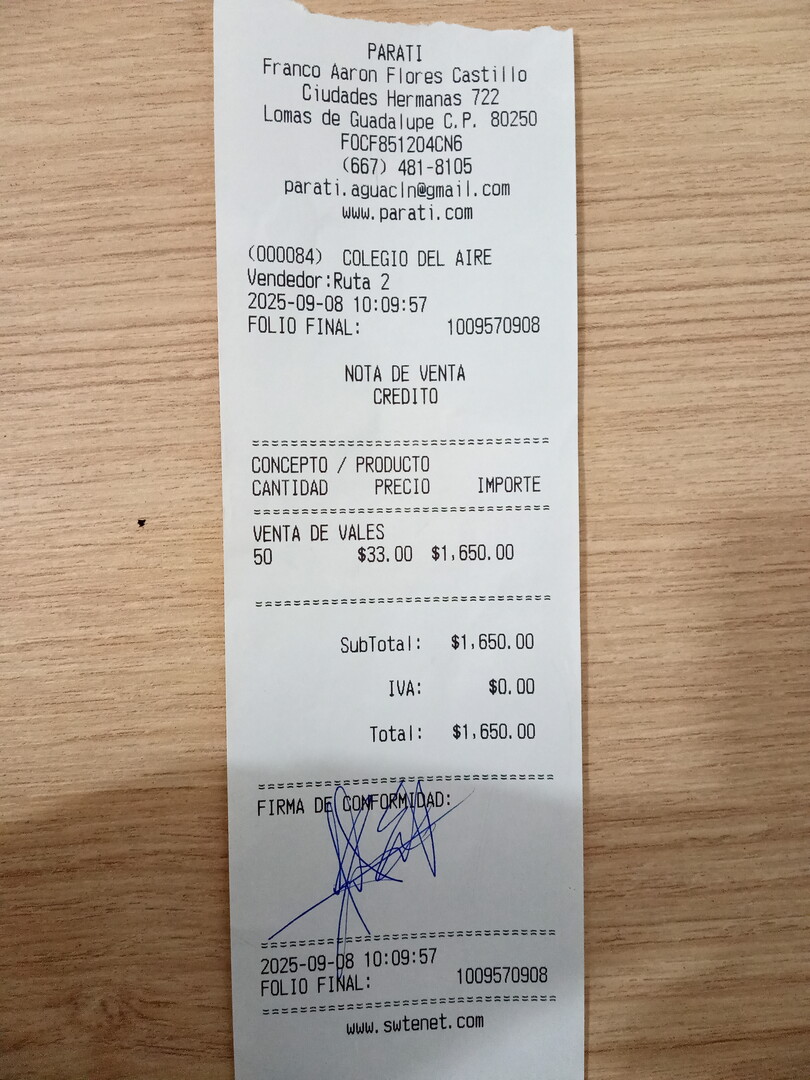 PARATI
Franco Aaron Flores Castillo
Ciudades Hermanas 722
Lomas de Guadalupe C.P. 80250
FOCF851204CN6
(667) 481-8105
parati.aguacln@gmail.com
www.parati.com
(000084) COLEGIO DEL AIRE
Vendedor:Ruta 2
2025-09-08 10:09:57
FOLIO FINAL: 1009570908
NOTA DE VENTA
CREDITO
===============================
CONCEPTO / PRODUCTO
CANTIDAD PRECIO IMPORTE
===============================
VENTA DE VALES
50 $33.00 $1,650.00
===============================
SubTotal: $1,650.00
IVA: $0.00
Total: $1,650.00
===============================
FIRMA DE CONFORMIDAD:
===============================
2025-09-08 10:09:57
FOLIO FINAL: 1009570908
===============================
www.swtenet.com